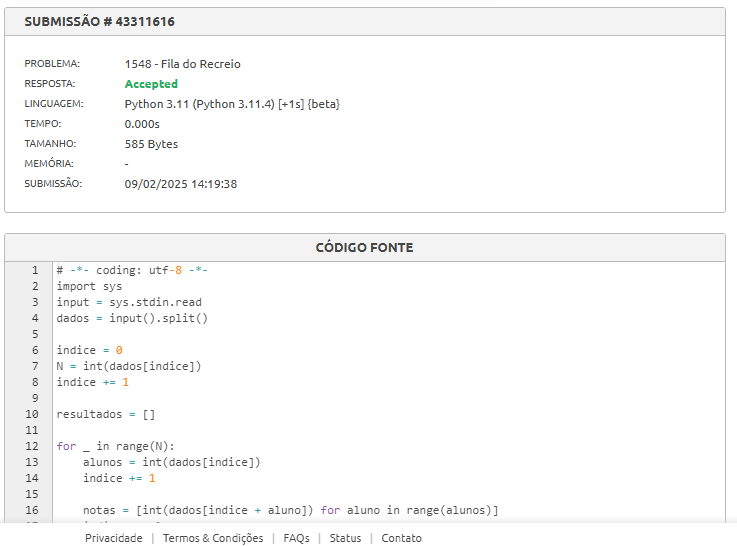 SUBMISSÃO # 43311616
PROBLEMA: 1548 - Fila do Recreio
RESPOSTA: Accepted
LINGUAGEM: Python 3.11 (Python 3.11.4) [+1s] {beta}
TEMPO: 0.000s
TAMANHO: 585 Bytes
MEMÓRIA: -
SUBMISSÃO: 09/02/2025 14:19:38
CÓDIGO FONTE
1 # -*- coding: utf-8 -*-
2 import sys
3 input = sys.stdin.read
4 dados = input().split()
5
6 indice = 0
7 N = int(dados[indice])
8 indice += 1
9
10 resultados = []
11
12 for _ in range(N):
13     alunos = int(dados[indice])
14     indice += 1
15
16     notas = [int(dados[indice + aluno]) for aluno in range(alunos)]
Privacidade | Termos & Condições | FAQs | Status | Contato